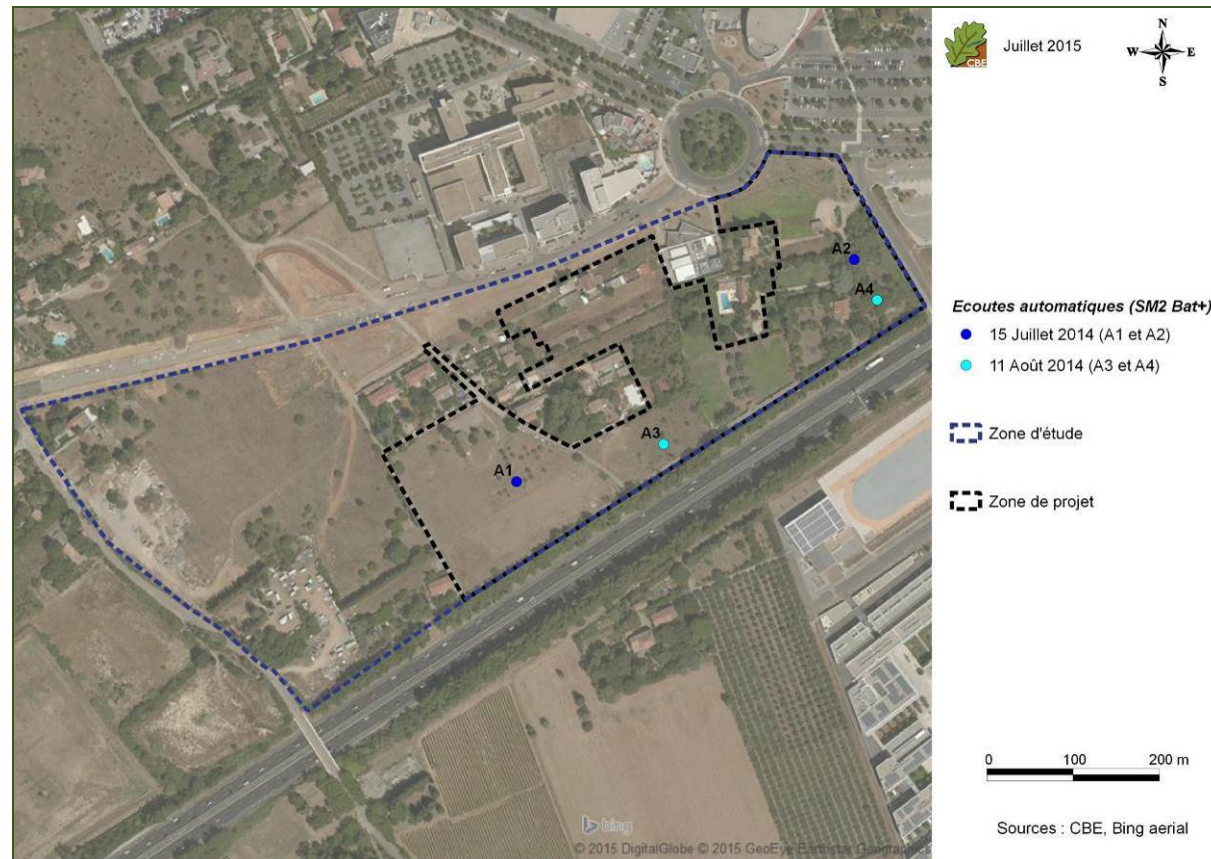 CBE
Juillet 2015
N
W E
S
A2
A4
A3
A1
Ecoutes automatiques (SM2 Bat+)
15 Juillet 2014 (A1 et A2)
11 Août 2014 (A3 et A4)
Zone d'étude
Zone de projet
0 100 200 m
Sources : CBE, Bing aerial
bing
© 2015 DigitalGlobe © 2015 GeoEye Earthstar Geographics